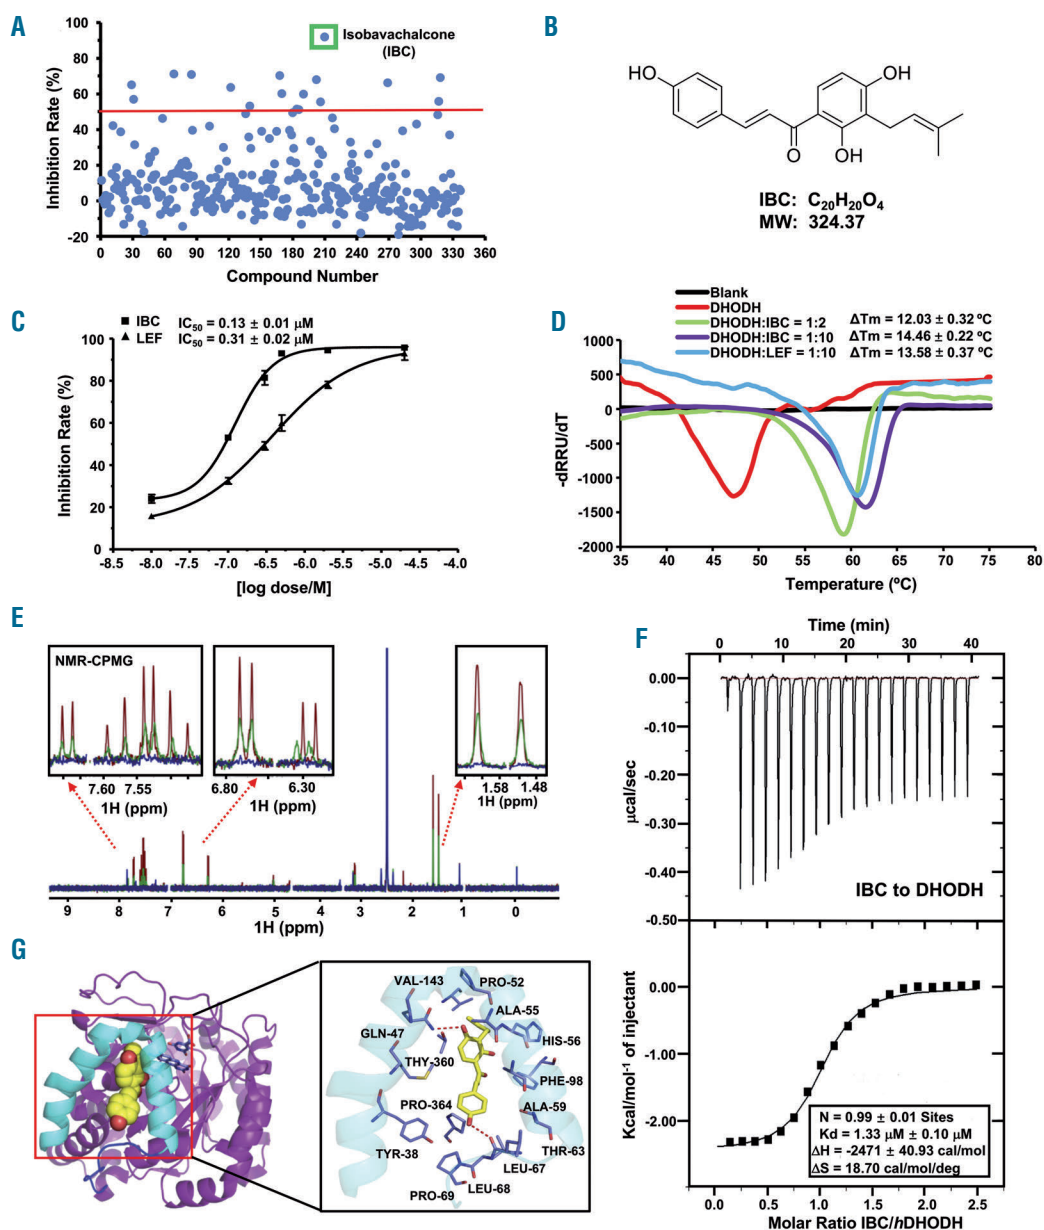 A
Inhibition Rate (%)
100
80
60
40
20
0
-20
Isobavachalcone
(IBC)
0 30 60 90 120 150 180 210 240 270 300 330 360
Compound Number
B
HO
OH
O
OH
IBC: C₂₀H₂₀O₄
MW: 324.37
C
IBC IC₅₀ = 0.13 ± 0.01 μM
LEF IC₅₀ = 0.31 ± 0.02 μM
Inhibition Rate (%)
100
80
60
40
20
0
-8.5 -8.0 -7.5 -7.0 -6.5 -6.0 -5.5 -5.0 -4.5 -4.0
[log dose/M]
D
Blank
DHODH
DHODH:IBC = 1:2 ΔTm = 12.03 ± 0.32 ºC
DHODH:IBC = 1:10 ΔTm = 14.46 ± 0.22 ºC
DHODH:LEF = 1:10 ΔTm = 13.58 ± 0.37 ºC
-dRRU/dT
1000
500
0
-500
-1000
-1500
-2000
35 40 45 50 55 60 65 70 75 80
Temperature (ºC)
E
NMR-CPMG
7.60 7.55
1H (ppm)
6.80 6.30
1H (ppm)
1.58 1.48
1H (ppm)
9 8 7 6 5 4 3 2 1 0
1H (ppm)
F
Time (min)
0 10 20 30 40
μcal/sec
0.00
-0.10
-0.20
-0.30
-0.40
-0.50
IBC to DHODH
Kcal/mol⁻¹ of injectant
0.00
-1.00
-2.00
N = 0.99 ± 0.01 Sites
Kd = 1.33 μM ± 0.10 μM
ΔH = -2471 ± 40.93 cal/mol
ΔS = 18.70 cal/mol/deg
0.0 0.5 1.0 1.5 2.0 2.5
Molar Ratio IBC//hDHODH
G
VAL-143
PRO-52
ALA-55
GLN-47
HIS-56
THY-360
PHE-98
PRO-364
ALA-59
TYR-38
THR-63
LEU-67
LEU-68
PRO-69